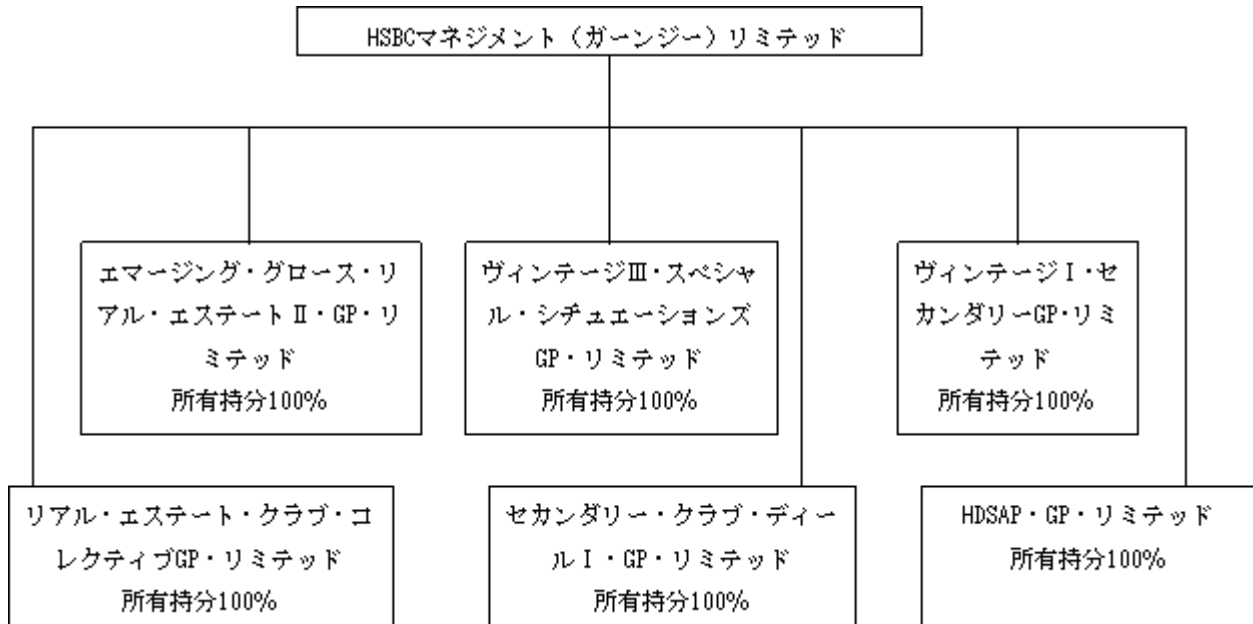 HSBCマネジメント（ガーンジー）リミテッド
エマージング・グロース・リ
アル・エステートⅡ・GP・リ
ミテッド
所有持分100%
ヴィンテージⅢ・スペシャ
ル・シチュエーションズ
GP・リミテッド
所有持分100%
ヴィンテージⅠ・セ
カンダリーGP・リミ
テッド
所有持分100%
リアル・エステート・クラブ・コ
レクティブGP・リミテッド
所有持分100%
セカンダリー・クラブ・ディー
ルⅠ・GP・リミテッド
所有持分100%
HDSAP・GP・リミテッド
所有持分100%